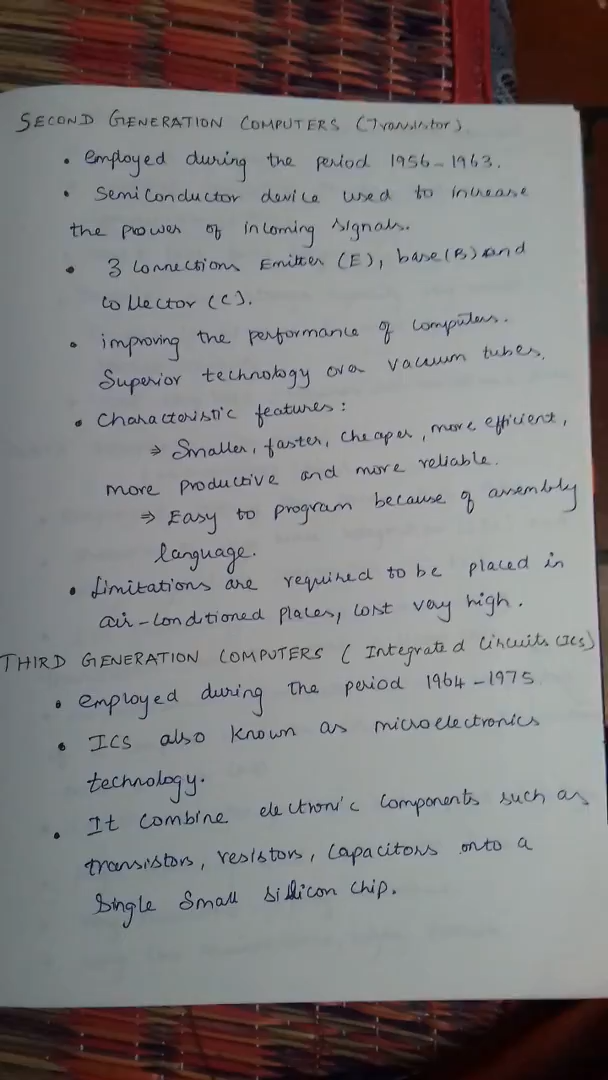 SECOND GENERATION COMPUTERS (Transistor).
• employed during the period 1956-1963.
• Semiconductor device used to increase
the power of incoming signals.
• 3 Connections Emitter (E), base (B) and
Collector (C).
• improving the performance of computers.
Superior technology over vacuum tubes.
• Characteristic features:
⇒ Smaller, faster, cheaper, more efficient,
more productive and more reliable.
⇒ Easy to program because of assembly
language.
• Limitations are required to be placed in
air-conditioned places, cost very high.
THIRD GENERATION COMPUTERS (Integrated Circuits (ICs)
• employed during the period 1964-1975
• ICS also known as microelectronics
technology.
• It combine electronic components such as
transistors, resistors, capacitors onto a
single small silicon chip.